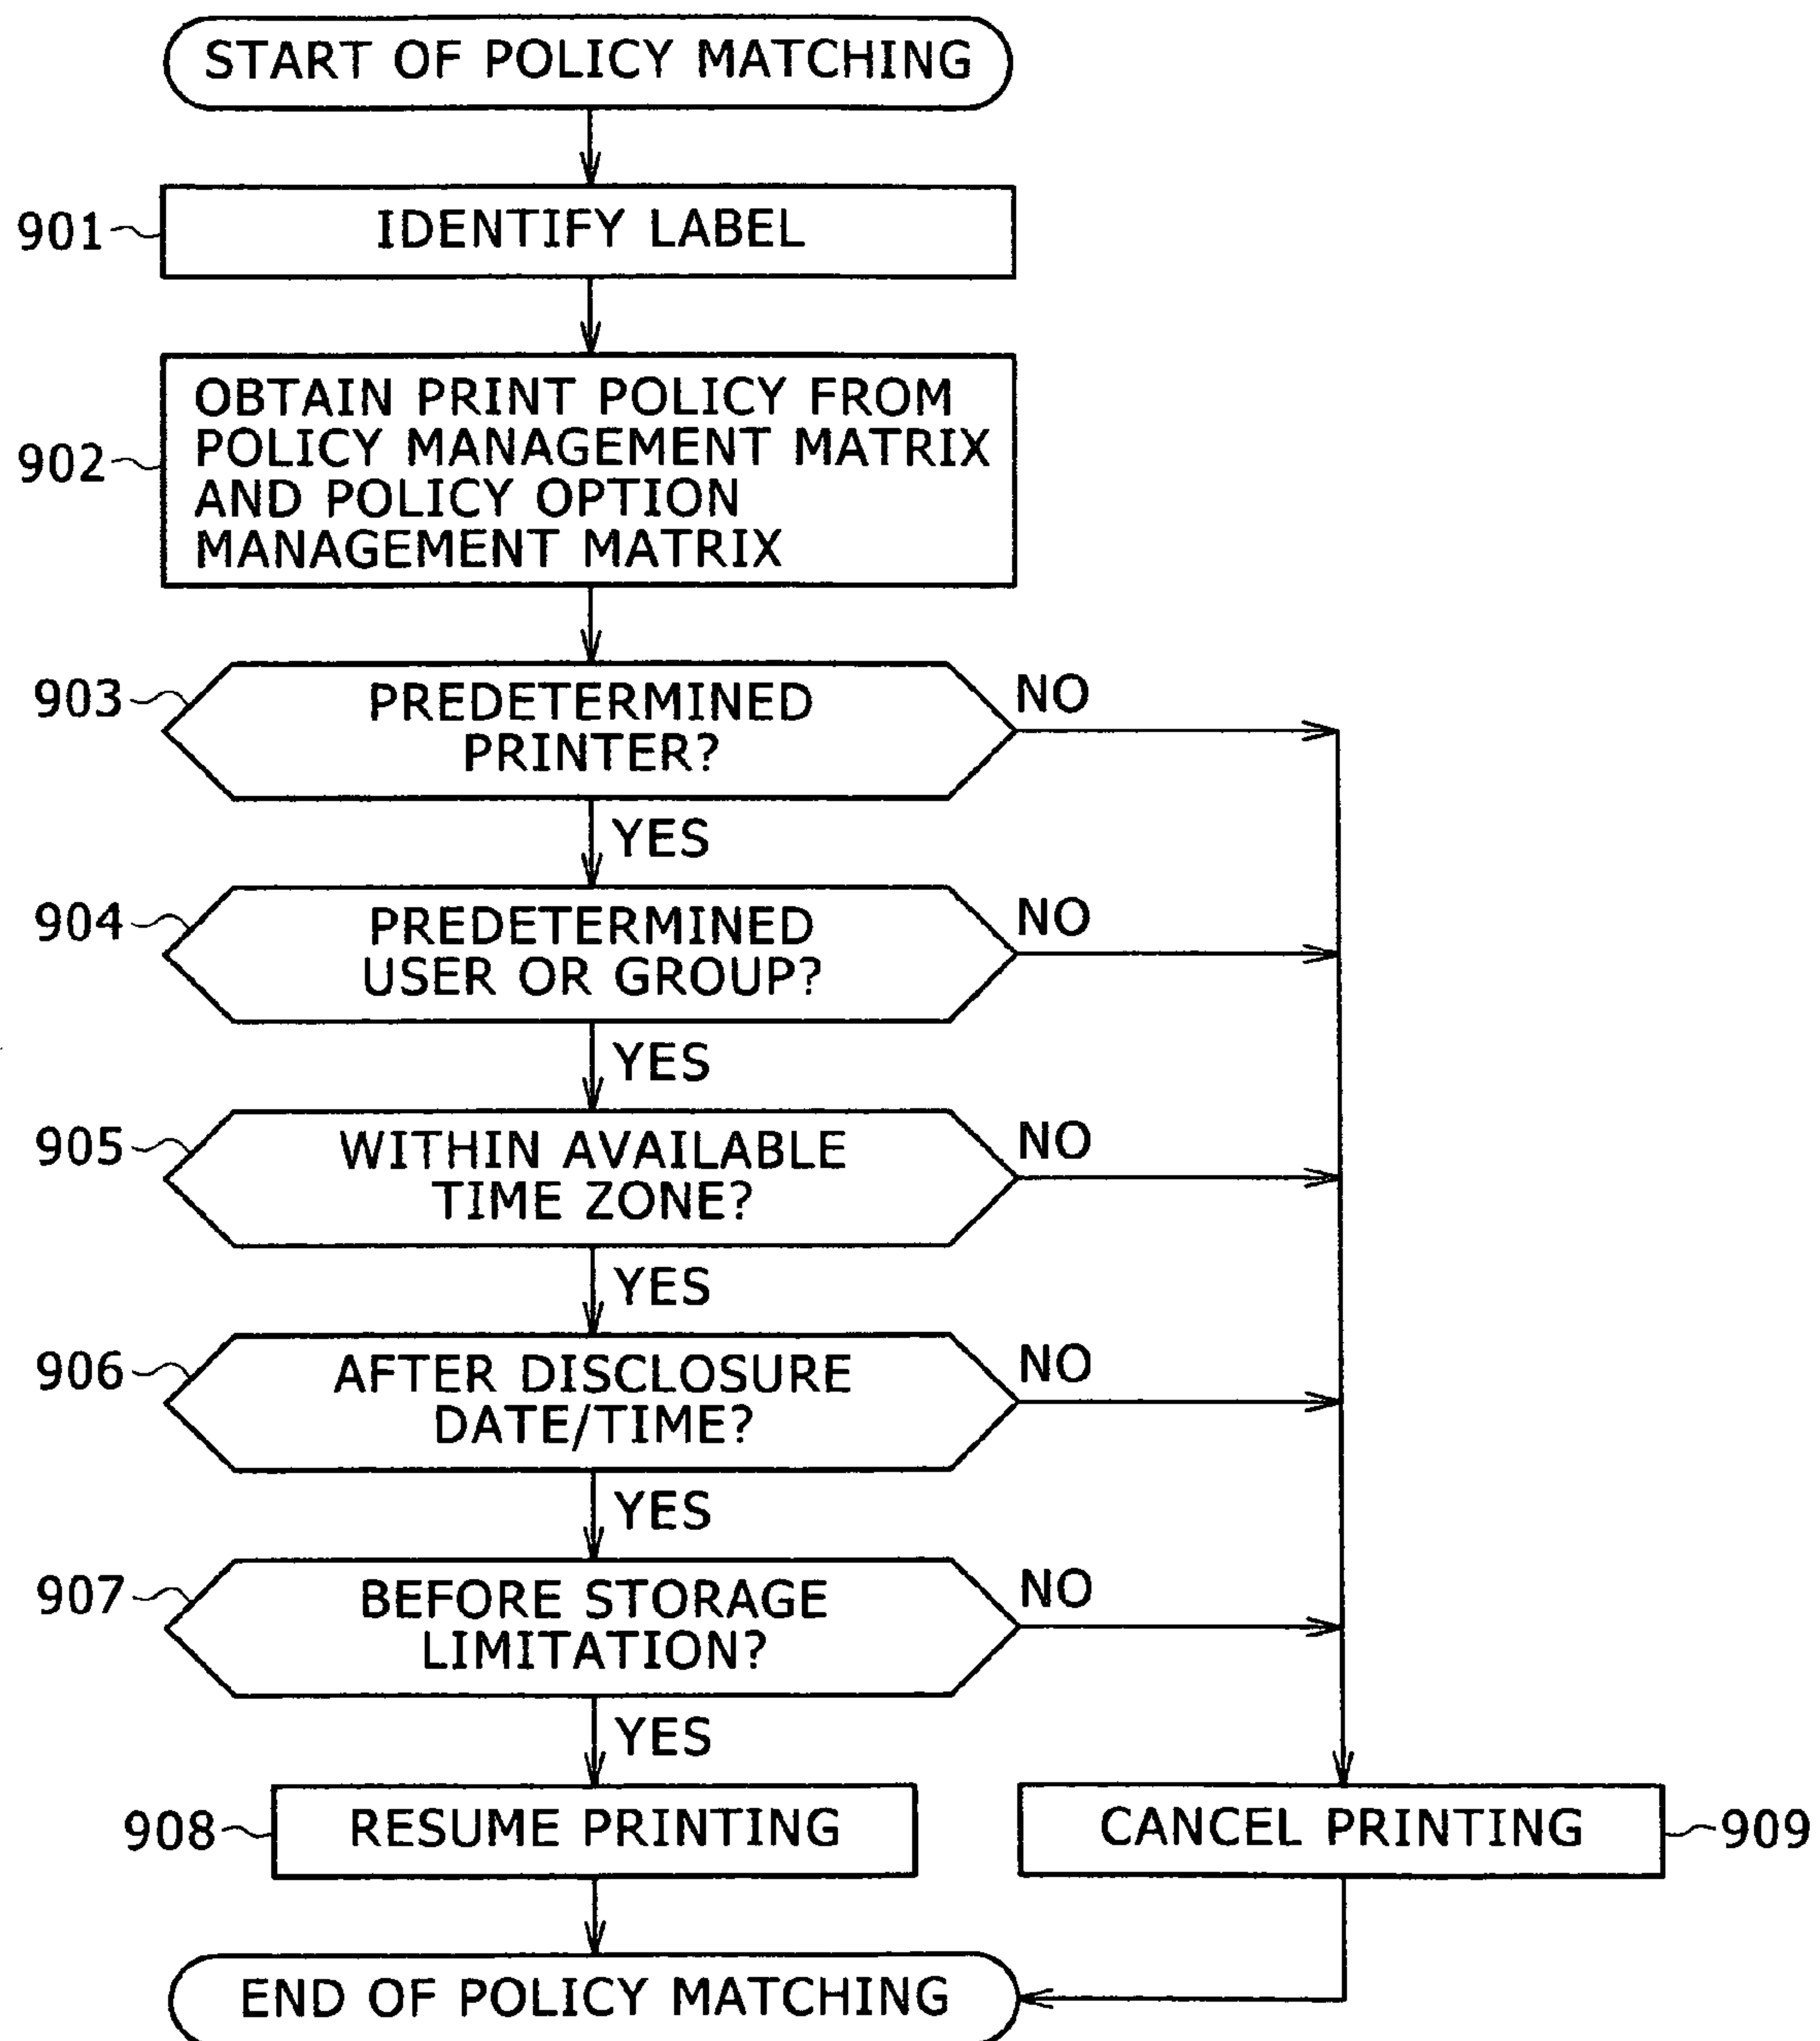 START OF POLICY MATCHING
901
IDENTIFY LABEL
902
OBTAIN PRINT POLICY FROM
POLICY MANAGEMENT MATRIX
AND POLICY OPTION
MANAGEMENT MATRIX
903
PREDETERMINED
PRINTER?
NO
YES
904
PREDETERMINED
USER OR GROUP?
NO
YES
905
WITHIN AVAILABLE
TIME ZONE?
NO
YES
906
AFTER DISCLOSURE
DATE/TIME?
NO
YES
907
BEFORE STORAGE
LIMITATION?
NO
YES
908
RESUME PRINTING
CANCEL PRINTING
909
END OF POLICY MATCHING